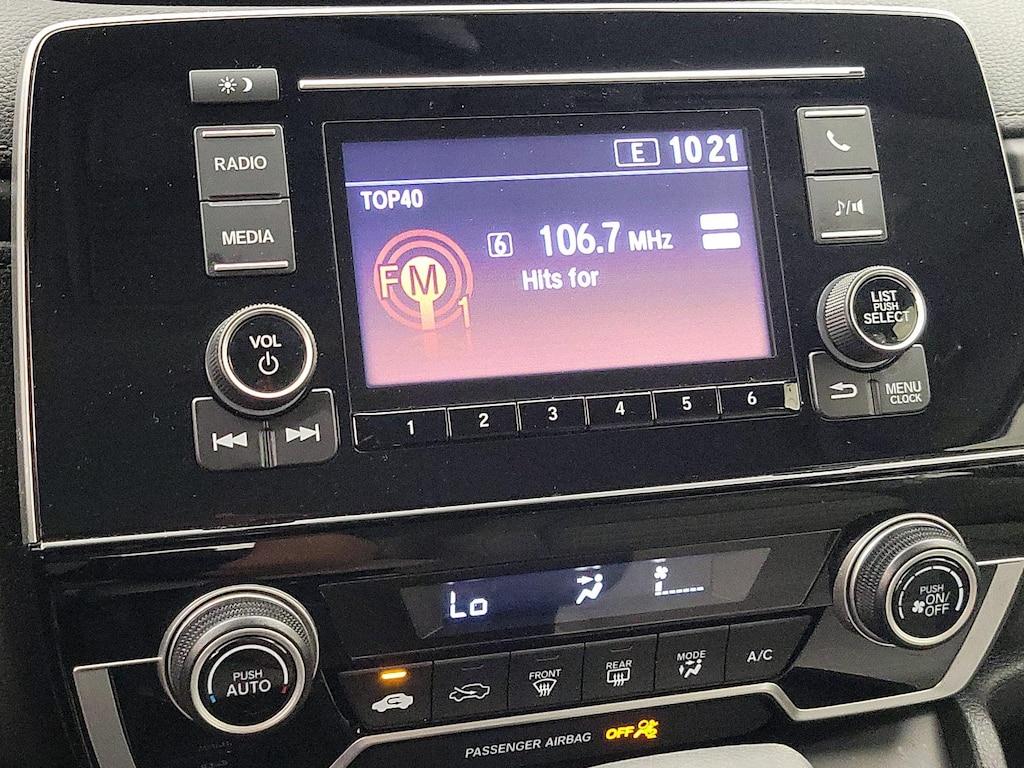 RADIO
MEDIA
VOL
E 10 21
TOP40
FM 1
6 106.7 MHz
Hits for
1 2 3 4 5 6
LIST
PUSH
SELECT
MENU
CLOCK
Lo
PUSH
AUTO
FRONT
REAR
MODE
A/C
PUSH
ON/
OFF
PASSENGER AIRBAG OFF